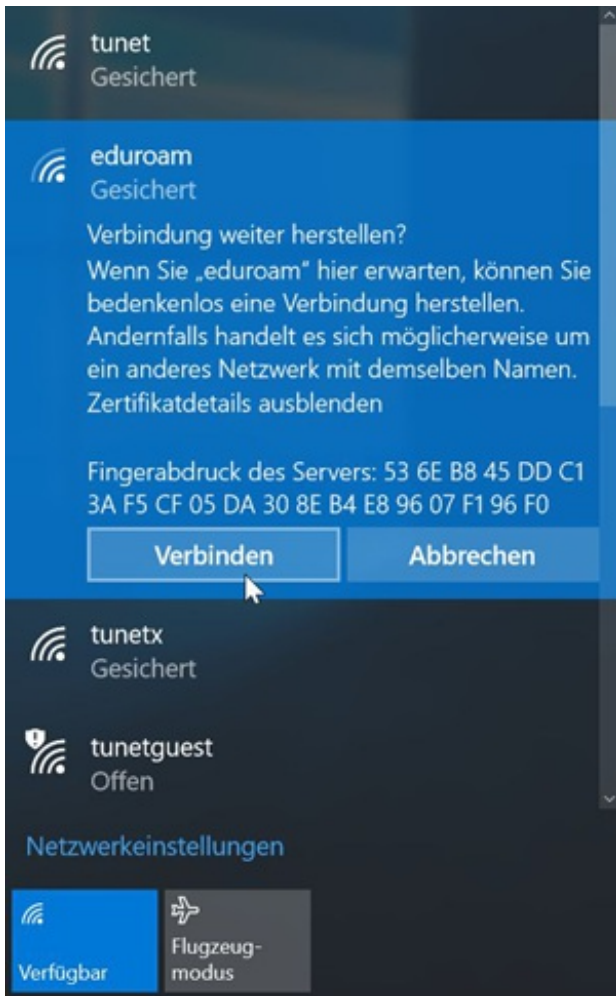 tunet
Gesichert
eduroam
Gesichert
Verbindung weiter herstellen?
Wenn Sie „eduroam“ hier erwarten, können Sie
bedenkenlos eine Verbindung herstellen.
Andernfalls handelt es sich möglicherweise um
ein anderes Netzwerk mit demselben Namen.
Zertifikatdetails ausblenden
Fingerabdruck des Servers: 53 6E B8 45 DD C1
3A F5 CF 05 DA 30 8E B4 E8 96 07 F1 96 F0
Verbinden Abbrechen
tunetx
Gesichert
tunetguest
Offen
Netzwerkeinstellungen
Verfügbar
Flugzeug-
modus